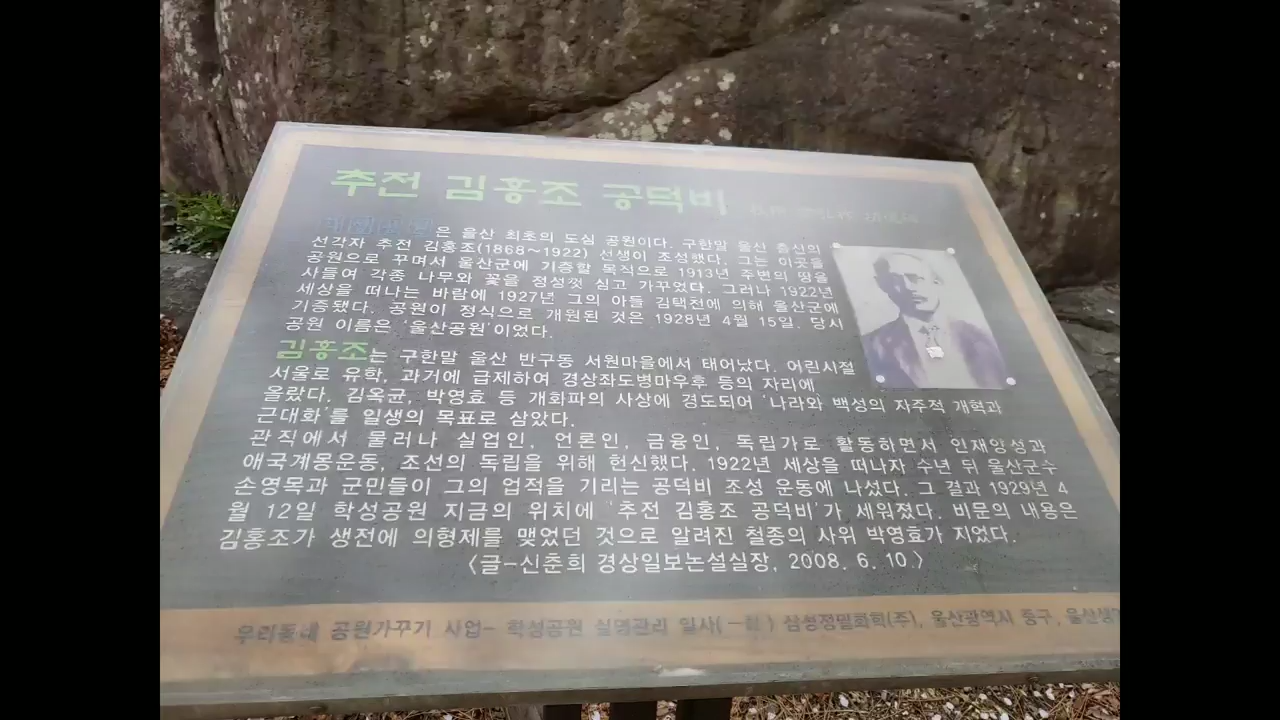 추전 김홍조 공덕비
은 울산 최초의 도심 공원이다. 구한말 울산 출신의
선각자 추전 김홍조(1868~1922) 선생이 조성했다. 그는 이곳을
공원으로 꾸며서 울산군에 기증할 목적으로 1913년 주변의 땅을
사들여 각종 나무와 꽃을 정성껏 심고 가꾸었다. 그러나 1922년
세상을 떠나는 바람에 1927년 그의 아들 김택천에 의해 울산군에
기증됐다. 공원이 정식으로 개원된 것은 1928년 4월 15일. 당시
공원 이름은 '울산공원'이었다.
김홍조는 구한말 울산 반구동 서원마을에서 태어났다. 어린시절
서울로 유학, 과거에 급제하여 경상좌도병마우후 등의 자리에
올랐다. 김옥균, 박영효 등 개화파의 사상에 경도되어 '나라와 백성의 자주적 개혁과
근대화'를 일생의 목표로 삼았다.
관직에서 물러나 실업인, 언론인, 금융인, 독립가로 활동하면서 인재양성과
애국계몽운동, 조선의 독립을 위해 헌신했다. 1922년 세상을 떠나자 수년 뒤 울산군수
손영목과 군민들이 그의 업적을 기리는 공덕비 조성 운동에 나섰다. 그 결과 1929년 4
월 12일 학성공원 지금의 위치에 '추전 김홍조 공덕비'가 세워졌다. 비문의 내용은
김홍조가 생전에 의형제를 맺었던 것으로 알려진 철종의 사위 박영효가 지었다.
〈글-신춘희 경상일보논설실장, 2008. 6. 10.〉
우리동네 공원가꾸기 사업- 학성공원 실명관리 일사( ) 삼성정밀화학(주), 울산광역시 중구, 울산생